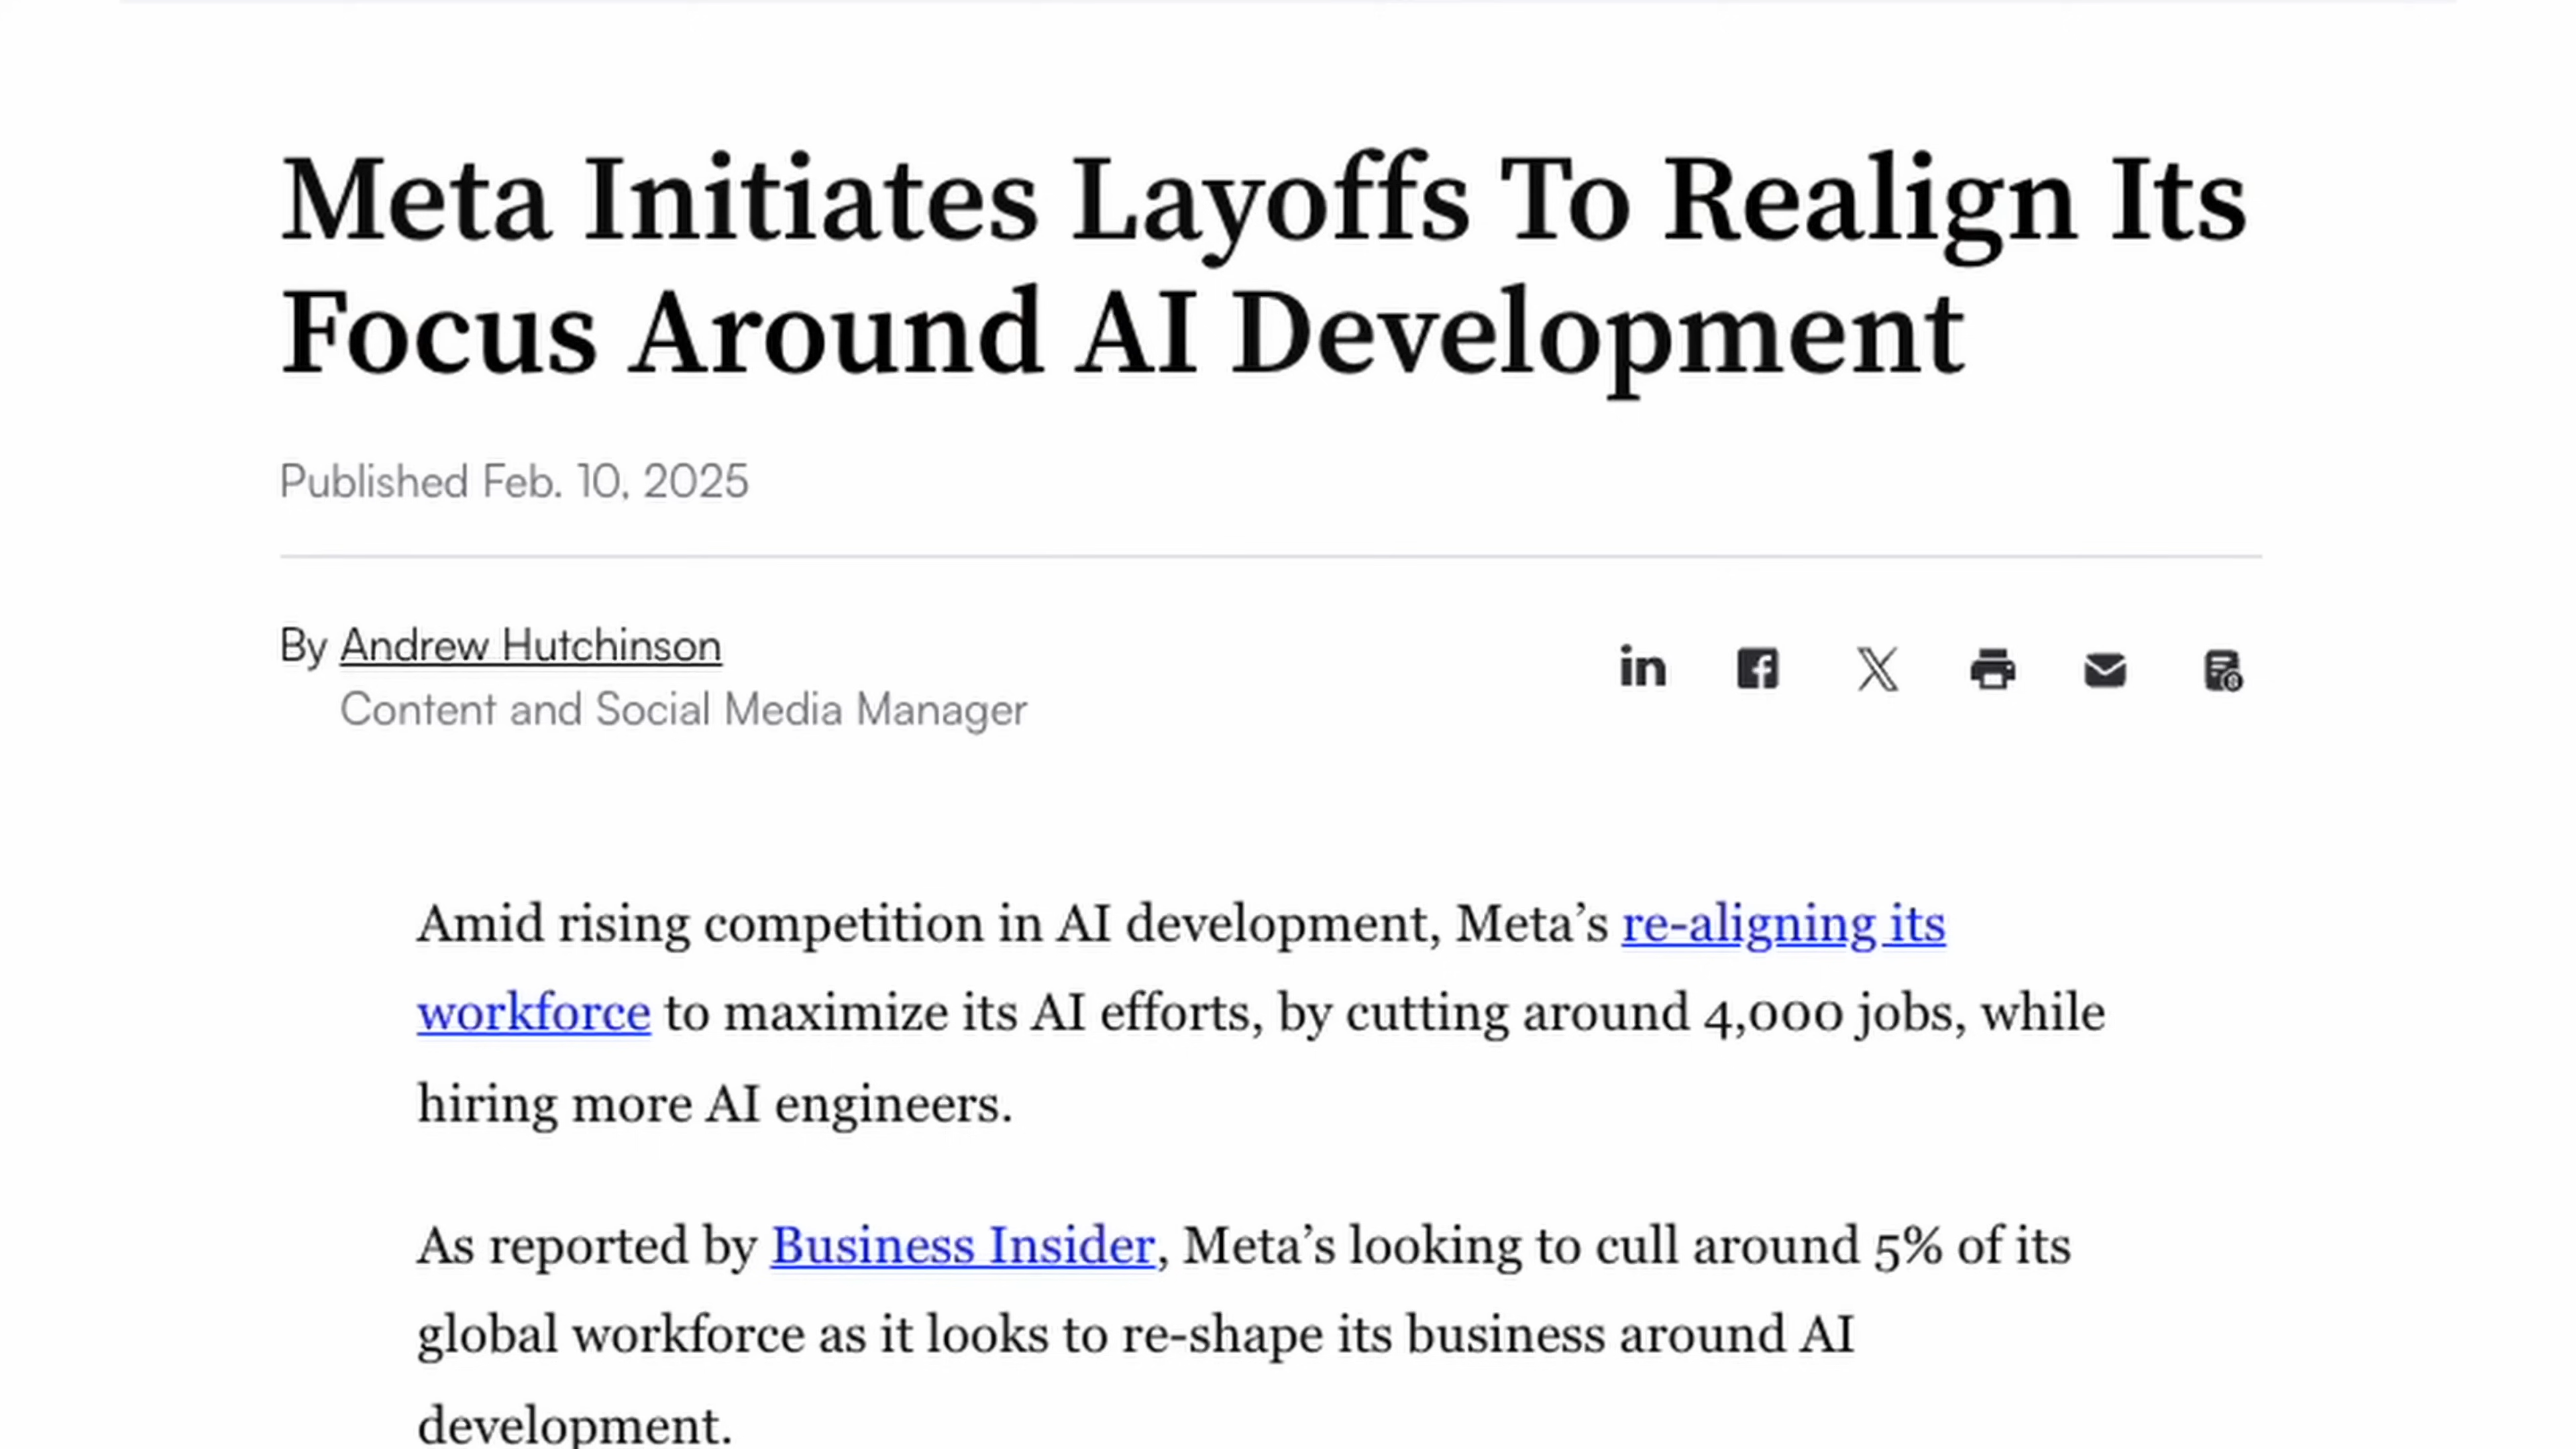 Meta Initiates Layoffs To Realign Its
Focus Around AI Development
Published Feb. 10, 2025
By Andrew Hutchinson
Content and Social Media Manager
Amid rising competition in AI development, Meta’s re-aligning its
workforce to maximize its AI efforts, by cutting around 4,000 jobs, while
hiring more AI engineers.
As reported by Business Insider, Meta’s looking to cull around 5% of its
global workforce as it looks to re-shape its business around AI
development.